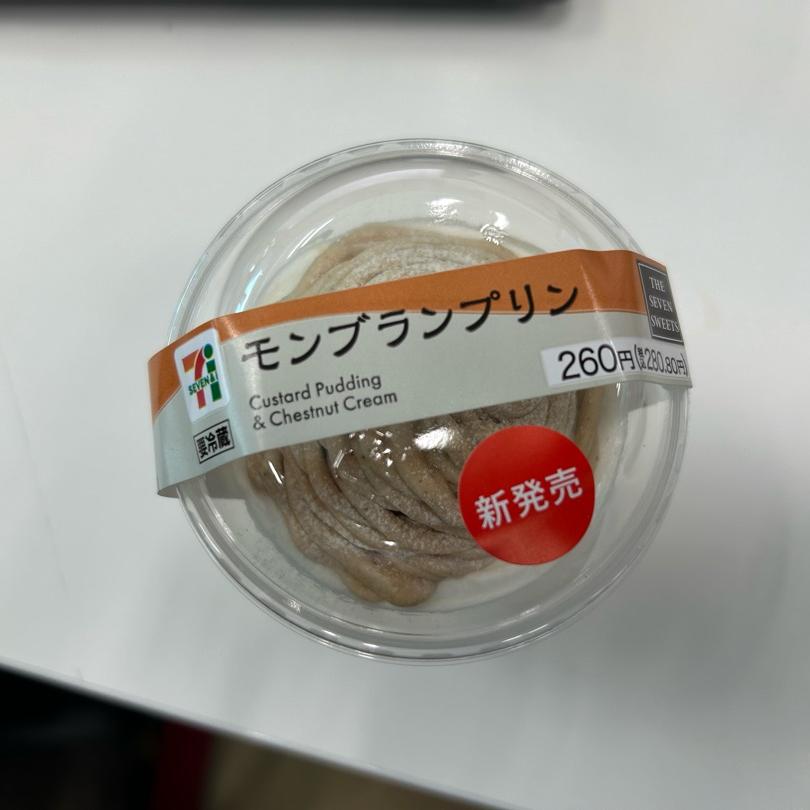 モンブランプリン
THE
SEVEN
SWEETS
SEVEN&i
260円(税込280.80円)
Custard Pudding
& Chestnut Cream
要冷蔵
新発売